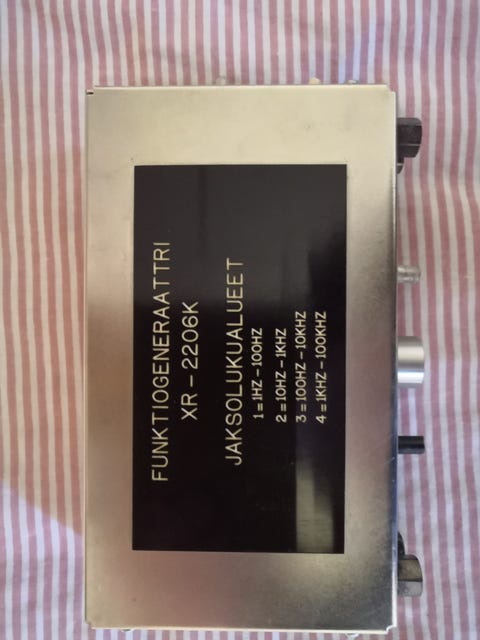 FUNKTIOGENERAATTRI
XR-2206K
JAKSOLUKUALUEET
1=1HZ-100HZ
2=10HZ-1KHZ
3=100HZ-10KHZ
4=1KHZ-100KHZ